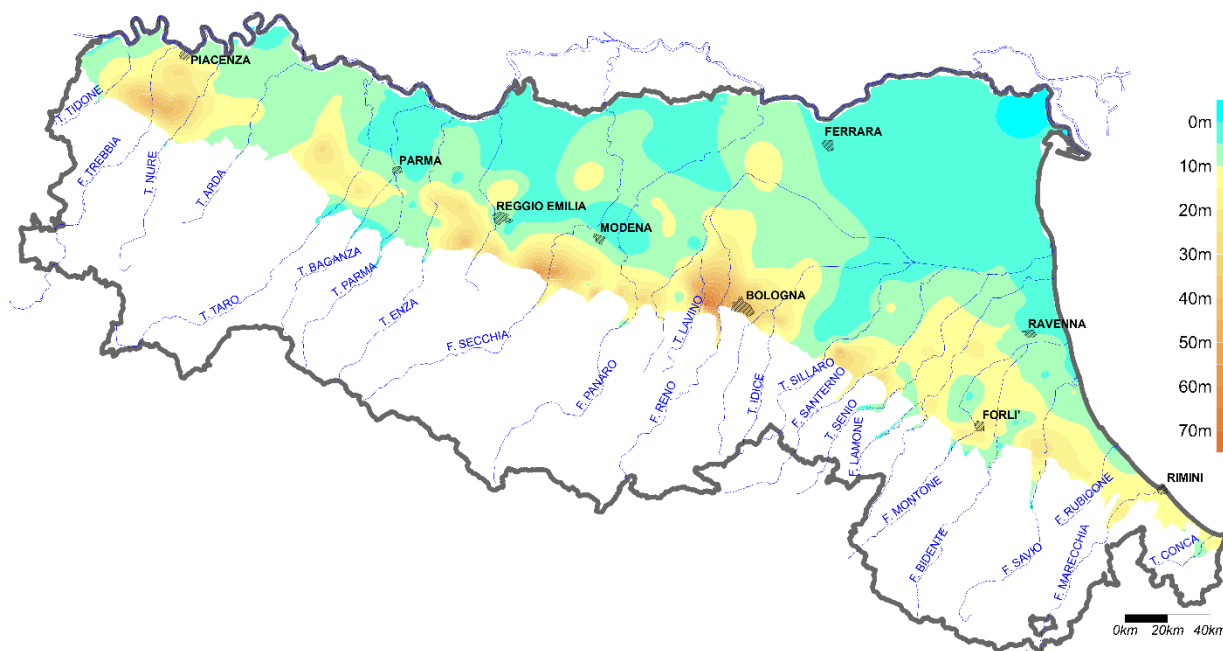 PIACENZA
T. TIDONE
F. TREBBIA
T. NURE
T. ARDA
PARMA
FERRARA
REGGIO EMILIA
MODENA
T. BAGANZA
T. PARMA
T. TARO
T. ENZA
F. SECCHIA
F. PANARO
F. RENO
T. LAVINO
BOLOGNA
T. IDICE
T. SILLARO
F. SANTERNO
T. SENIO
F. LAMONE
RAVENNA
FORLI'
F. MONTONE
F. BIDENTE
F. SAVIO
F. RUBICONE
F. MARECCHIA
RIMINI
T. CONCA
0m
10m
20m
30m
40m
50m
60m
70m
0km 20km 40km